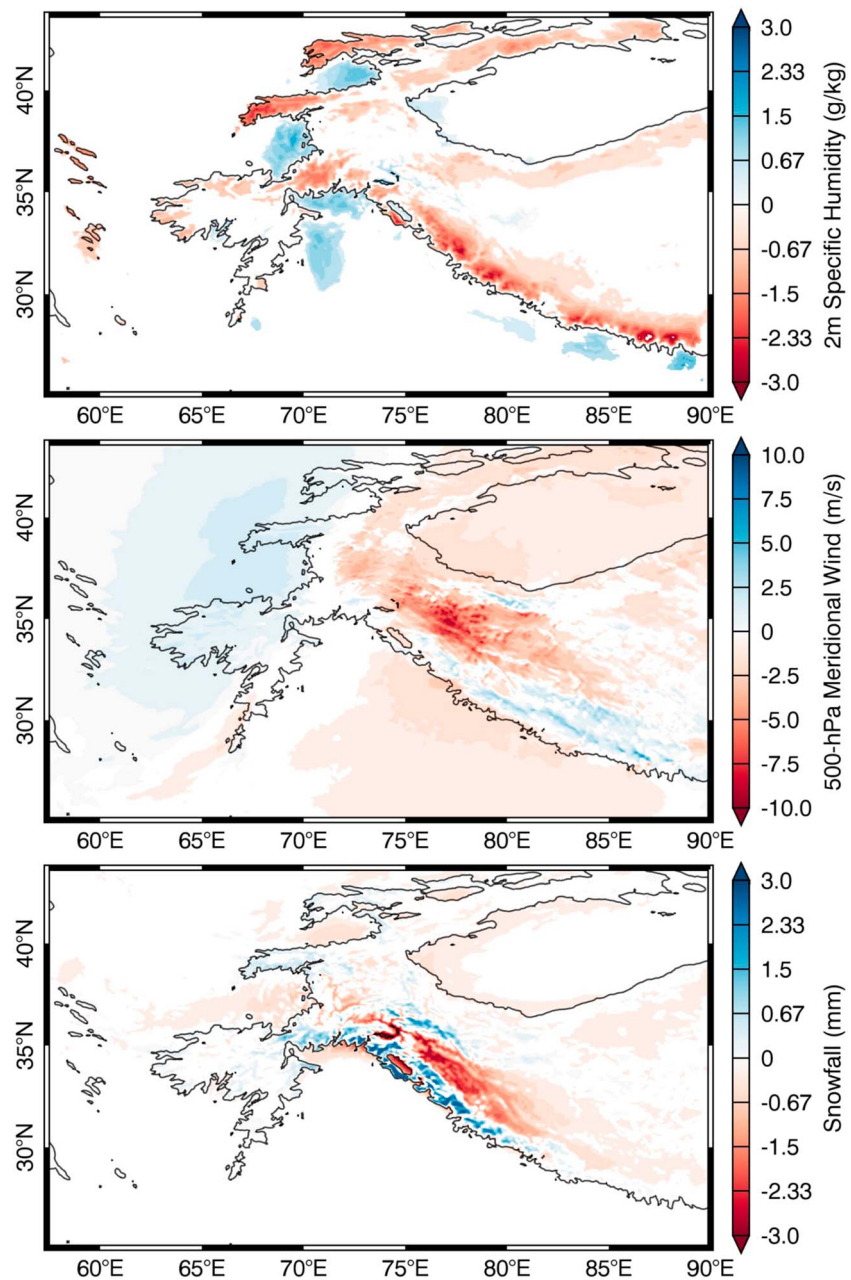 3.0
2.33
1.5
0.67
0
-0.67
-1.5
-2.33
-3.0
2m Specific Humidity (g/kg)
40°N
35°N
30°N
60°E 65°E 70°E 75°E 80°E 85°E 90°E
10.0
7.5
5.0
2.5
0
-2.5
-5.0
-7.5
-10.0
500-hPa Meridional Wind (m/s)
40°N
35°N
30°N
60°E 65°E 70°E 75°E 80°E 85°E 90°E
3.0
2.33
1.5
0.67
0
-0.67
-1.5
-2.33
-3.0
Snowfall (mm)
40°N
35°N
30°N
60°E 65°E 70°E 75°E 80°E 85°E 90°E